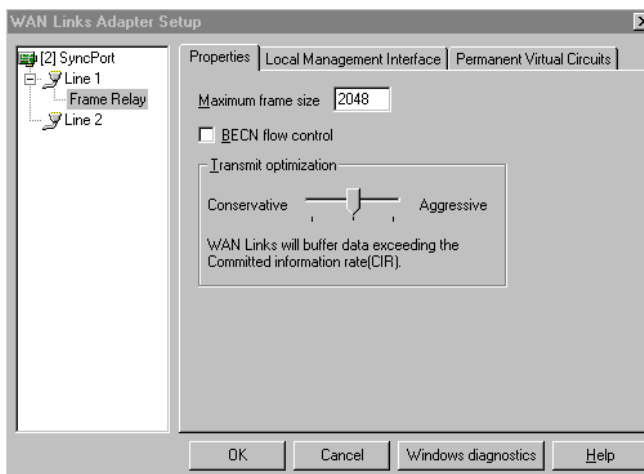 WAN Links Adapter Setup
[2] SyncPort
Line 1
Frame Relay
Line 2
Properties
Local Management Interface
Permanent Virtual Circuits
Maximum frame size 2048
BECN flow control
Transmit optimization
Conservative
Aggressive
WAN Links will buffer data exceeding the
Committed information rate(CIR).
OK
Cancel
Windows diagnostics
Help